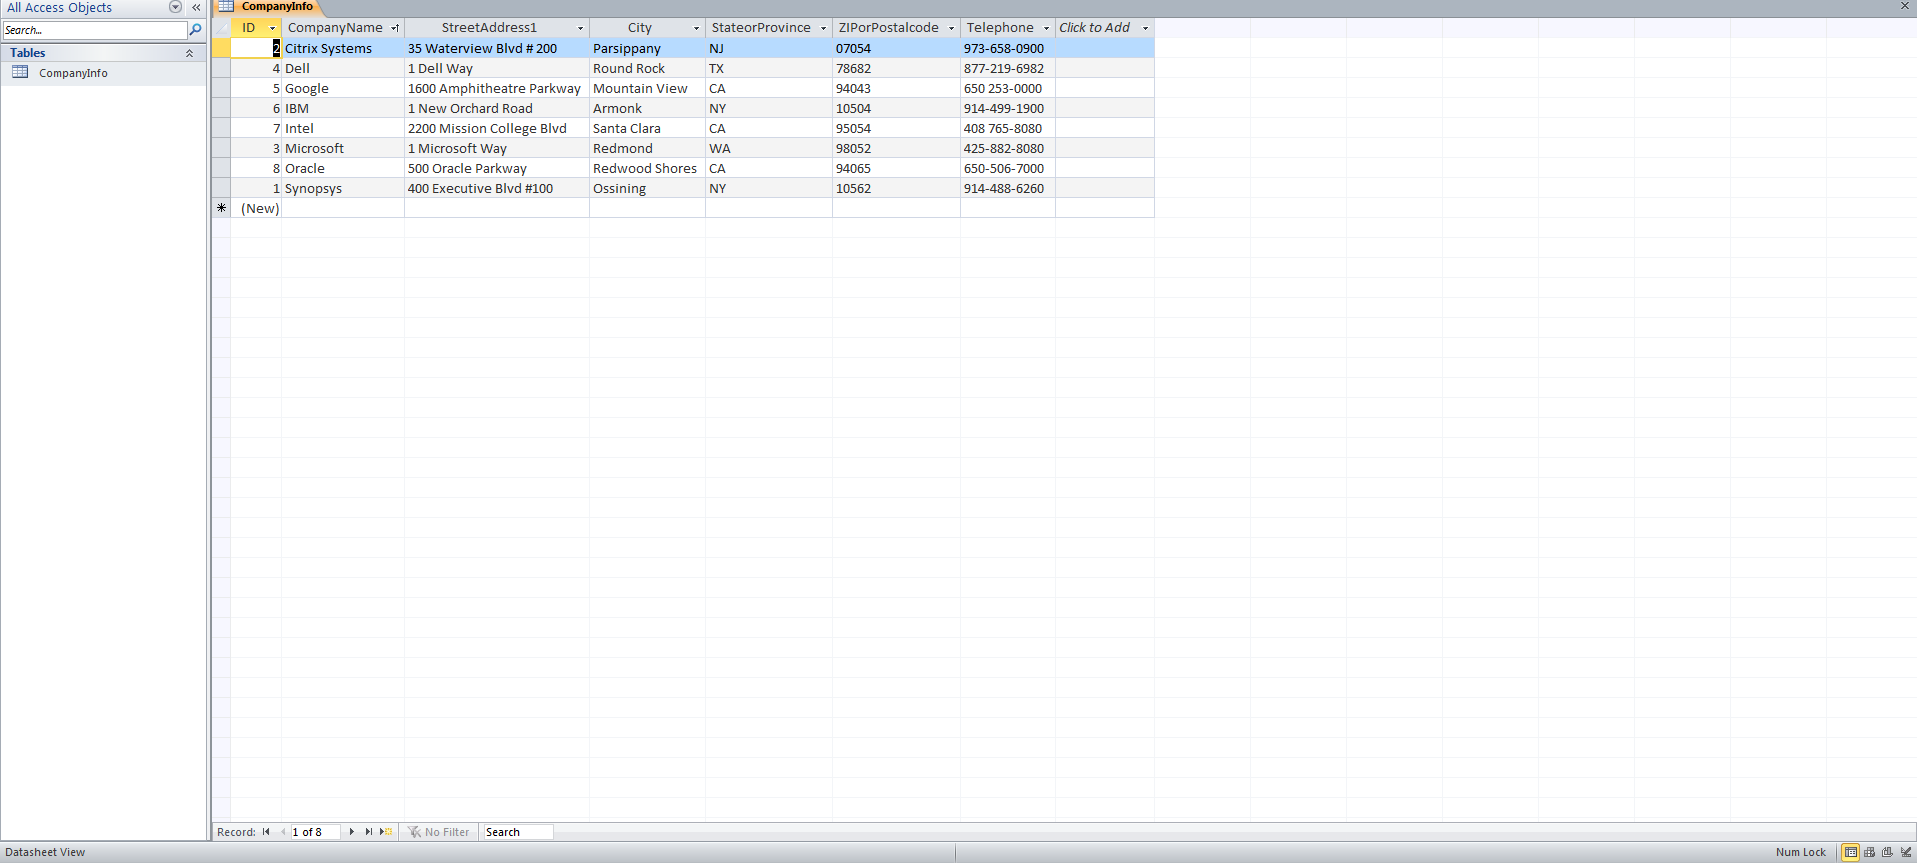 All Access Objects
CompanyInfo
Search...
Tables
CompanyInfo
ID CompanyName StreetAddress1 City StateorProvince ZIPorPostalcode Telephone Click to Add
2 Citrix Systems 35 Waterview Blvd # 200 Parsippany NJ 07054 973-658-0900
4 Dell 1 Dell Way Round Rock TX 78682 877-219-6982
5 Google 1600 Amphitheatre Parkway Mountain View CA 94043 650 253-0000
6 IBM 1 New Orchard Road Armonk NY 10504 914-499-1900
7 Intel 2200 Mission College Blvd Santa Clara CA 95054 408 765-8080
3 Microsoft 1 Microsoft Way Redmond WA 98052 425-882-8080
8 Oracle 500 Oracle Parkway Redwood Shores CA 94065 650-506-7000
1 Synopsys 400 Executive Blvd #100 Ossining NY 10562 914-488-6260
(New)
Record: 1 of 8 No Filter Search
Datasheet View Num Lock